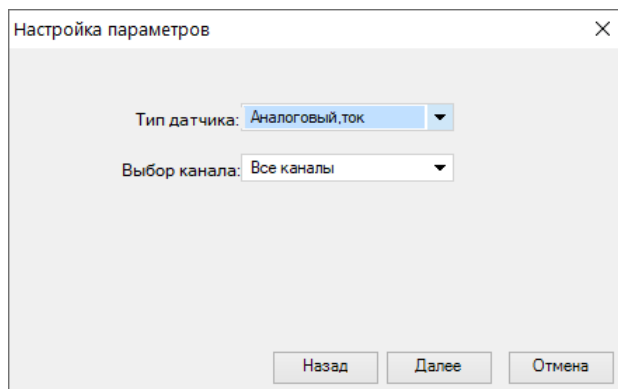 Настройка параметров
Тип датчика: Аналоговый,ток
Выбор канала: Все каналы
Назад Далее Отмена